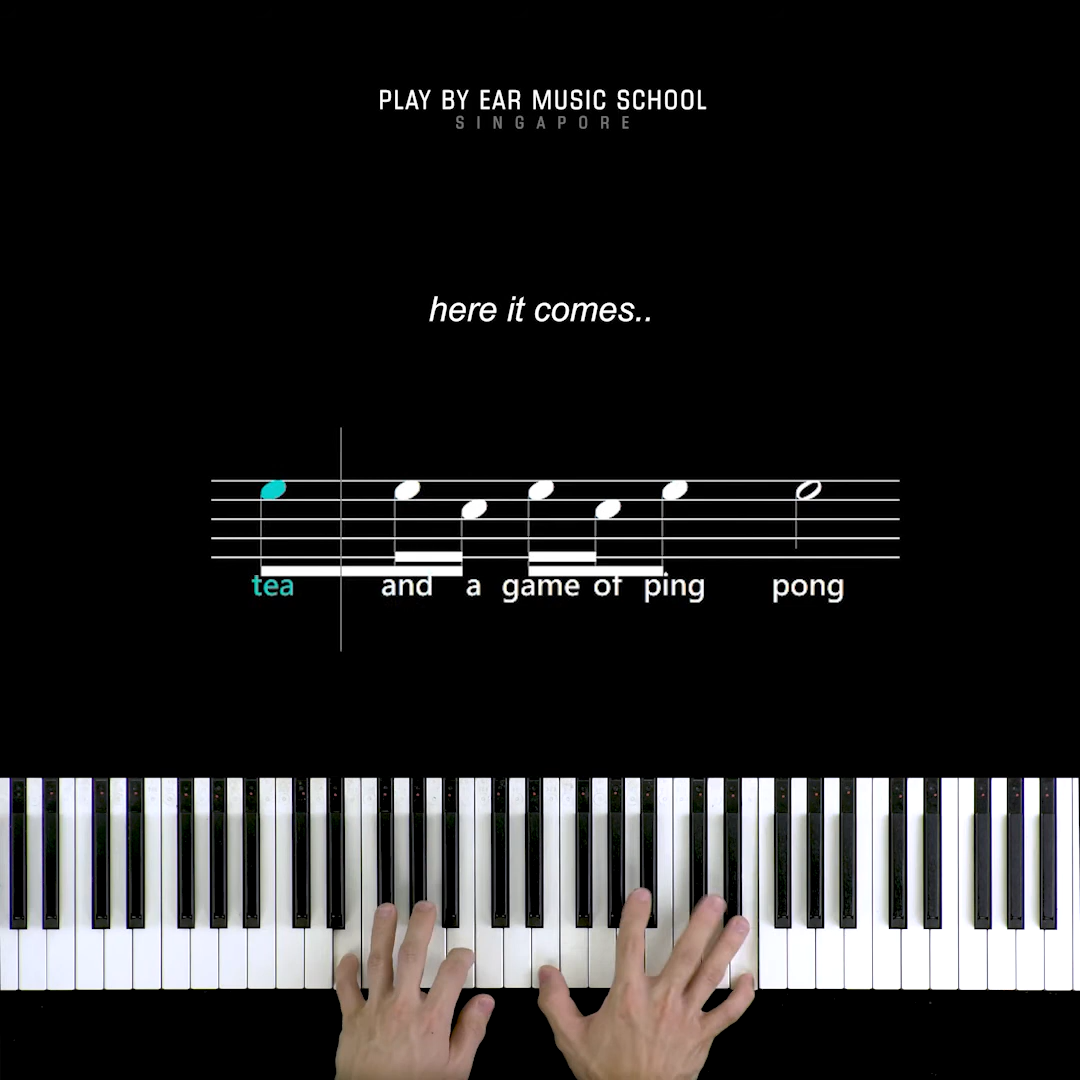 PLAY BY EAR MUSIC SCHOOL
SINGAPORE
here it comes..
tea and a game of ping pong